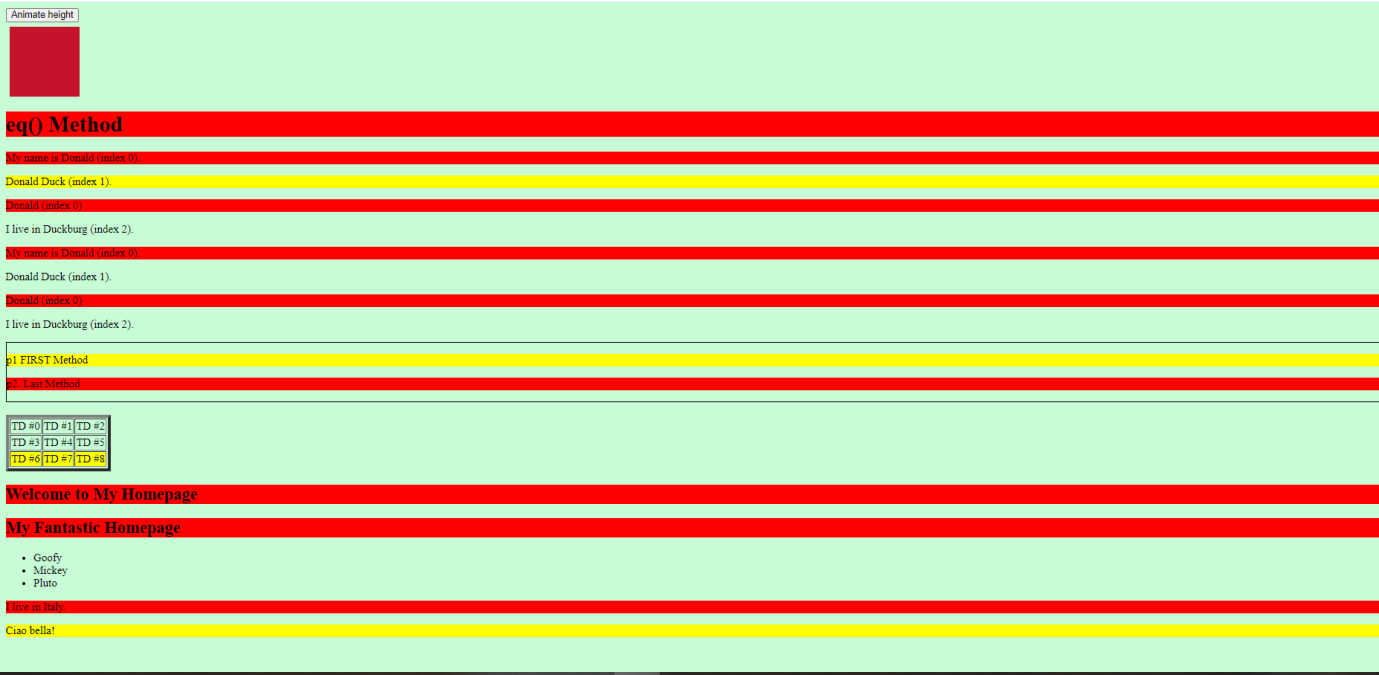 Animate height
eq() Method
My name is Donald (index 0).
Donald Duck (index 1).
Donald (index 0)
I live in Duckburg (index 2).
My name is Donald (index 0).
Donald Duck (index 1).
Donald (index 0)
I live in Duckburg (index 2).
p1 FIRST Method
p2. Last Method
TD #0 TD #1 TD #2
TD #3 TD #4 TD #5
TD #6 TD #7 TD #8
Welcome to My Homepage
My Fantastic Homepage
Goofy
Mickey
Pluto
I live in Italy.
Ciao bella!